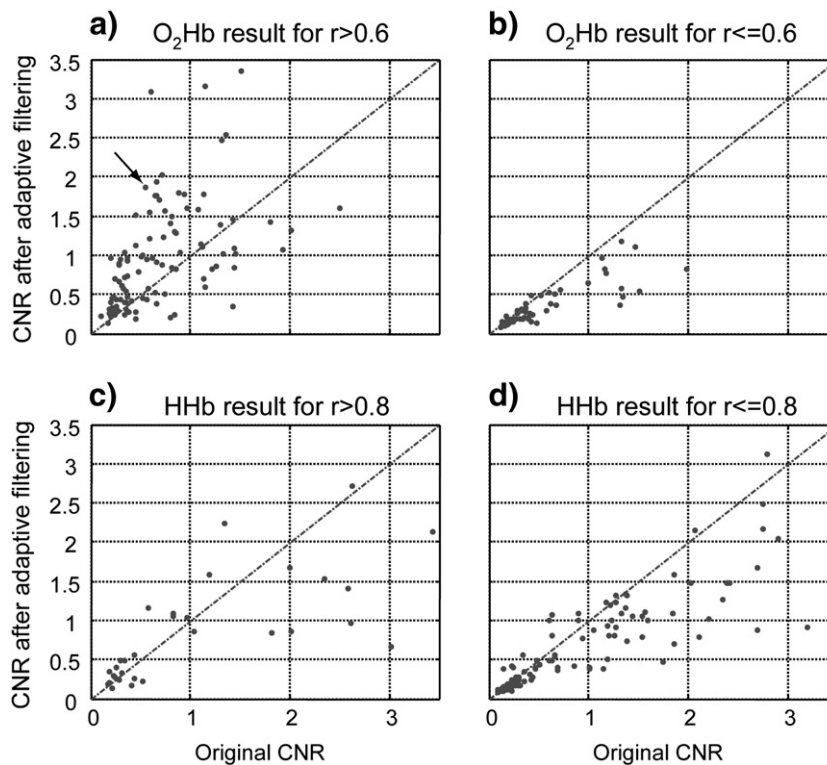 a) O₂Hb result for r>0.6
b) O₂Hb result for r<=0.6
CNR after adaptive filtering
3.5
3
2.5
2
1.5
1
0.5
0
c) HHb result for r>0.8
d) HHb result for r<=0.8
CNR after adaptive filtering
3.5
3
2.5
2
1.5
1
0.5
0
0 1 2 3
0 1 2 3
Original CNR
Original CNR